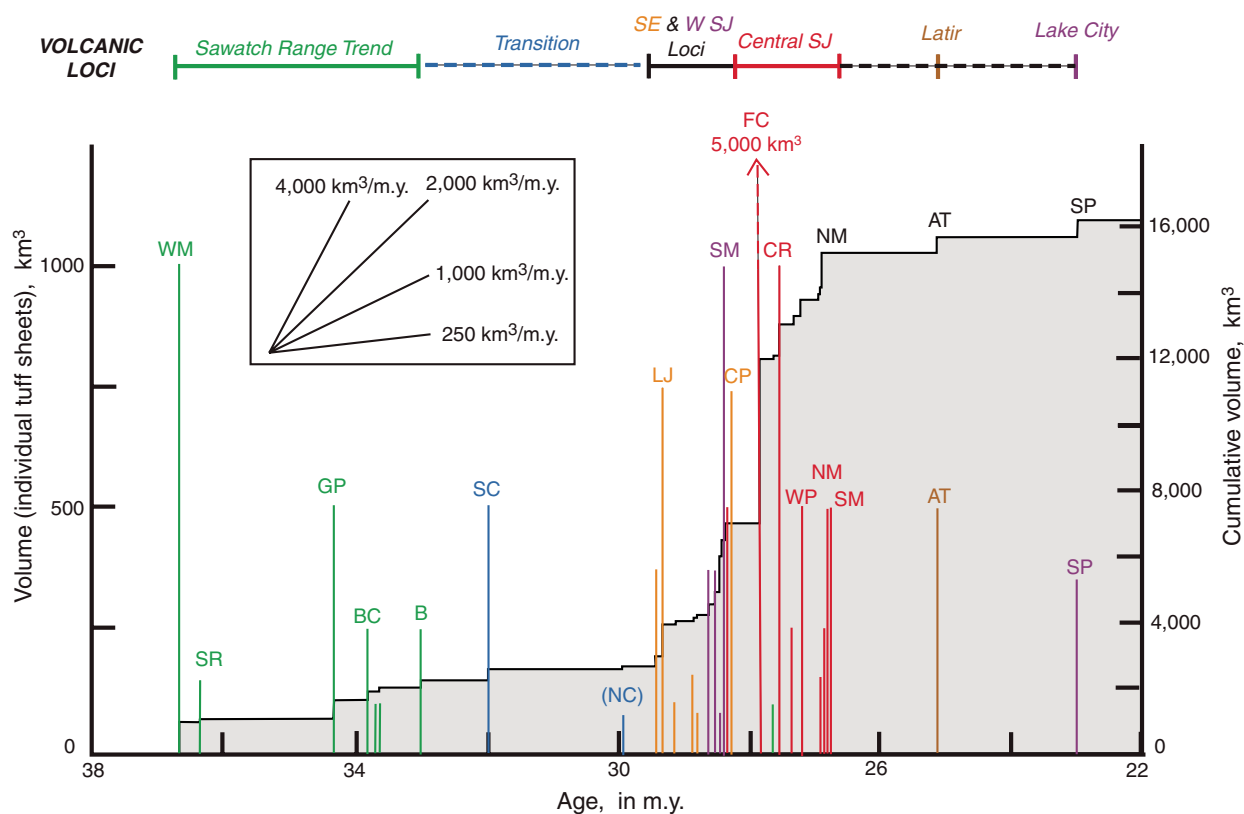 VOLCANIC
LOCI
Sawatch Range Trend
Transition
SE & W SJ
Loci
Central SJ
Latir
Lake City
FC
5,000 km³
4,000 km³/m.y.
2,000 km³/m.y.
1,000 km³/m.y.
250 km³/m.y.
WM
SR
GP
BC
B
SC
(NC)
LJ
SM
CP
CR
NM
AT
SP
WP
NM
SM
AT
SP
Volume (individual tuff sheets), km³
1000
500
0
Cumulative volume, km³
16,000
12,000
8,000
4,000
0
38
34
30
26
22
Age, in m.y.